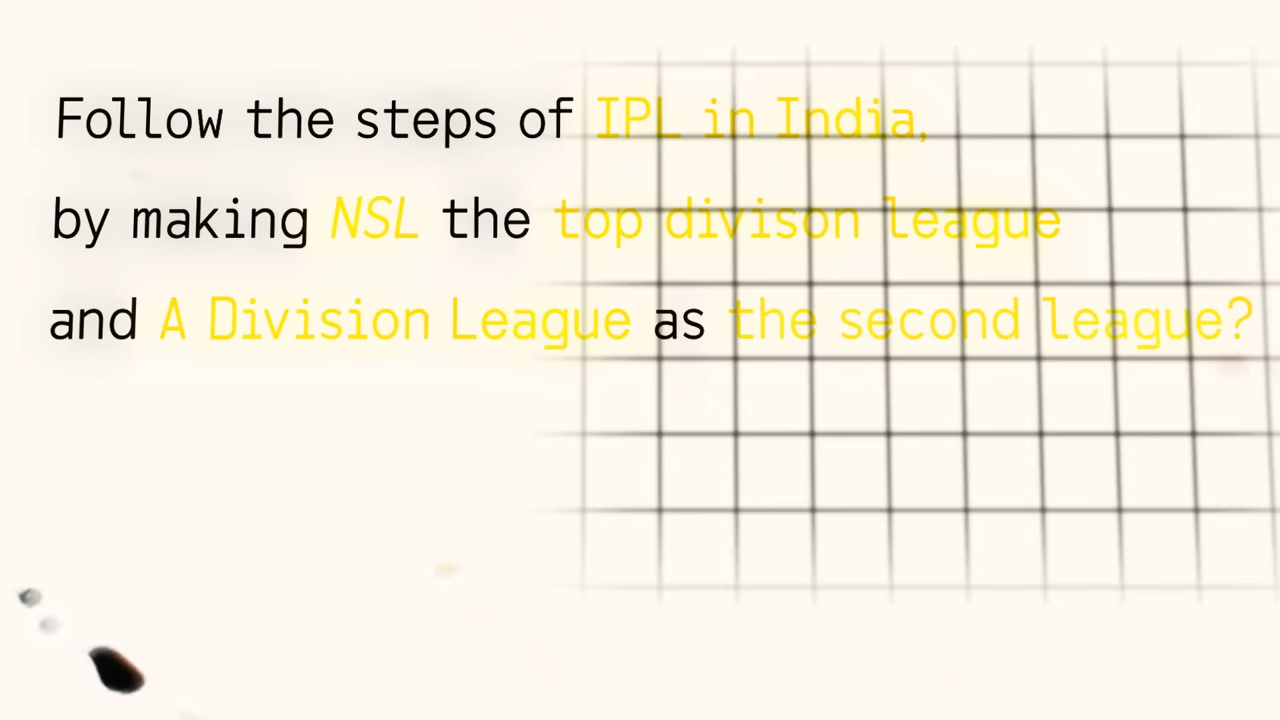 Follow the steps of IPL in India,
by making NSL the top divison league
and A Division League as the second league?